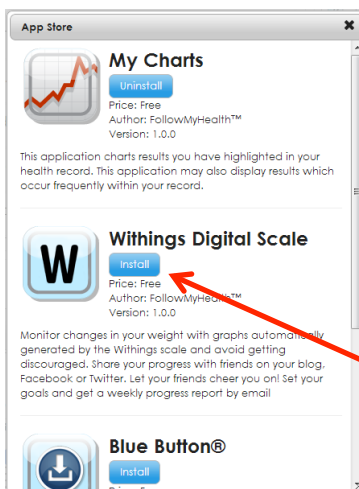 App Store
My Charts
Uninstall
Price: Free
Author: FollowMyHealth™
Version: 1.0.0
This application charts results you have highlighted in your
health record. This application may also display results which
occur frequently within your record.
W
Withings Digital Scale
Install
Price: Free
Author: FollowMyHealth™
Version: 1.0.0
Monitor changes in your weight with graphs automatically
generated by the Withings scale and avoid getting
discouraged. Share your progress with friends on your blog,
Facebook or Twitter. Let your friends cheer you on! Set your
goals and get a weekly progress report by email
Blue Button®
Install